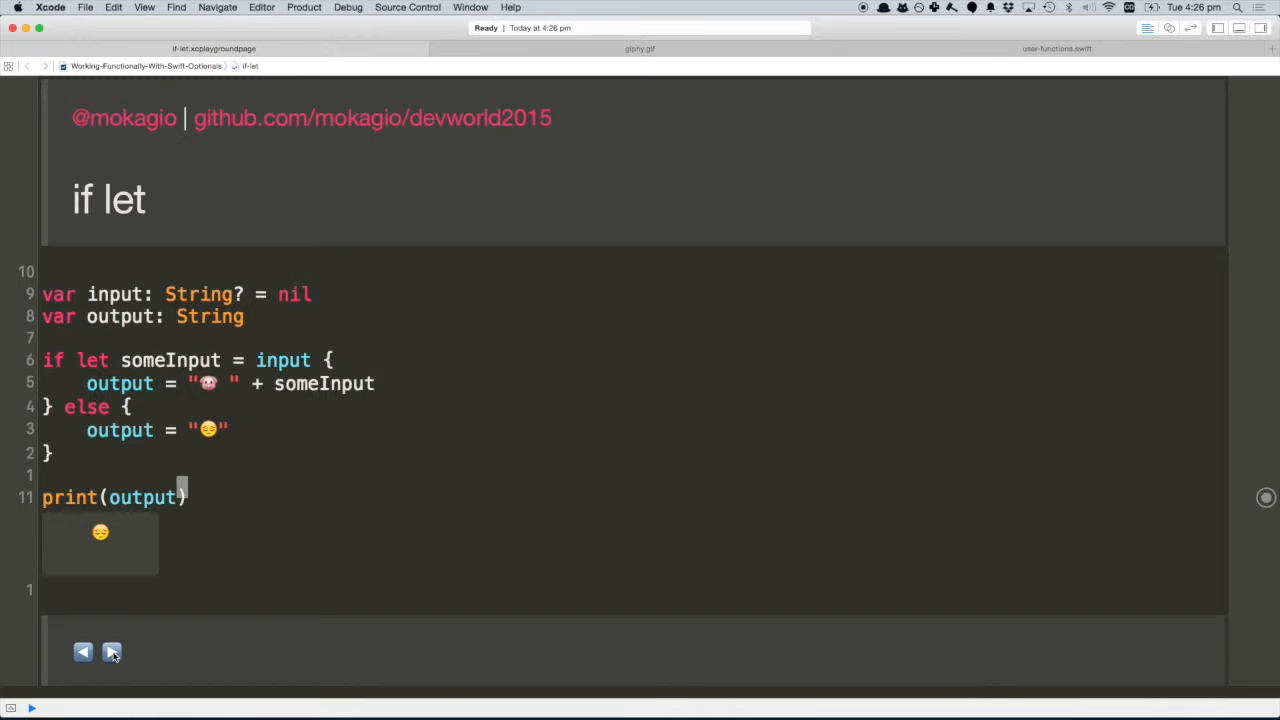 Xcode File Edit View Find Navigate Editor Product Debug Source Control Window Help Tue 4:26 pm
Ready | Today at 4:26 pm
if-let.xcplaygroundpage giphy.gif user-functions.swift
Working-Functionally-With-Swift-Optionals if-let
@mokagio | github.com/mokagio/devworld2015
if let
10
9 var input: String? = nil
8 var output: String
7
6 if let someInput = input {
5 output = "🐷 " + someInput
4 } else {
3 output = "😔"
2 }
1
11 print(output)
😔
1
◀️ ▶️